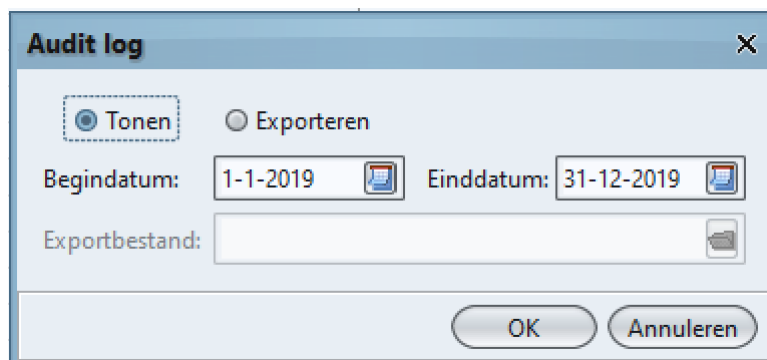 Audit log
Tonen Exporteren
Begindatum: 1-1-2019 Einddatum: 31-12-2019
Exportbestand:
OK Annuleren